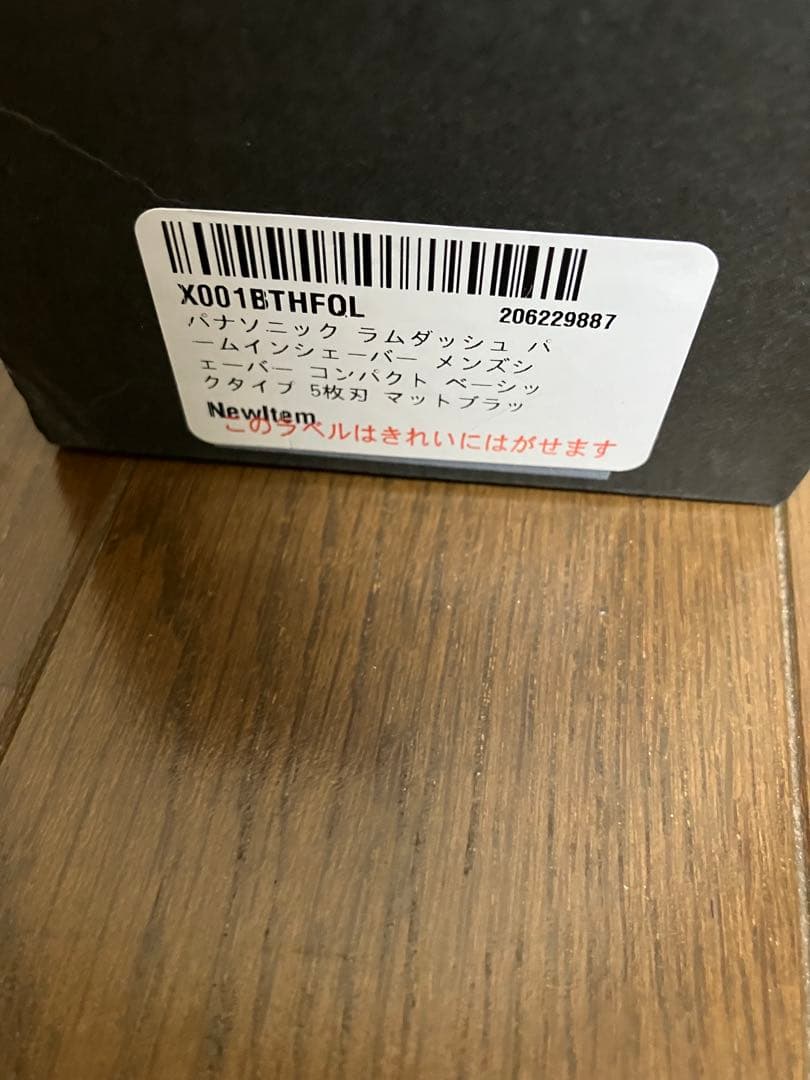 X001BTHFQL 206229887
パナソニック ラムダッシュ パ
ームインシェーバー メンズシ
ェーバー コンパクト ベーシッ
クタイプ 5枚刃 マットブラッ
NewItem
このラベルはきれいにはがせます